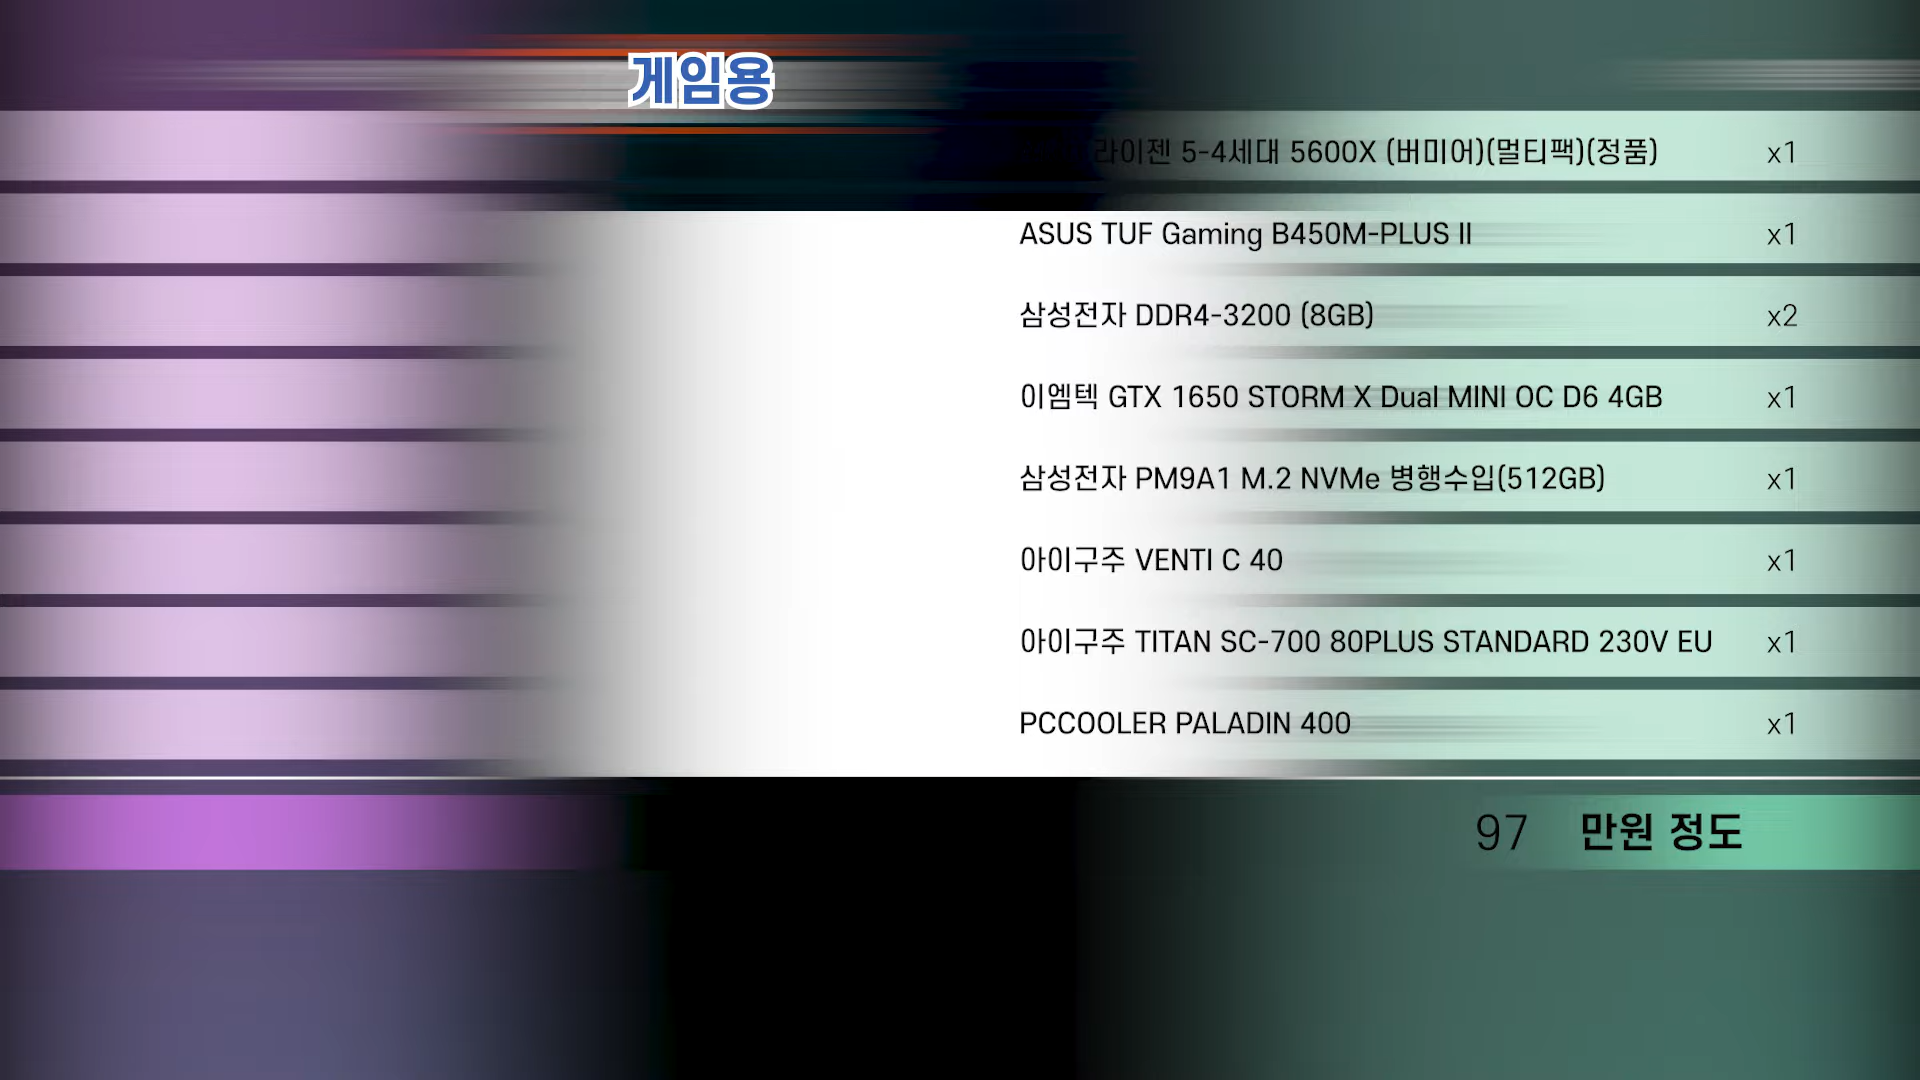 게임용
라이젠 5-4세대 5600X (버미어)(멀티팩)(정품) x1
ASUS TUF Gaming B450M-PLUS II x1
삼성전자 DDR4-3200 (8GB) x2
이엠텍 GTX 1650 STORM X Dual MINI OC D6 4GB x1
삼성전자 PM9A1 M.2 NVMe 병행수입(512GB) x1
아이구주 VENTI C 40 x1
아이구주 TITAN SC-700 80PLUS STANDARD 230V EU x1
PCCOOLER PALADIN 400 x1
97 만원 정도